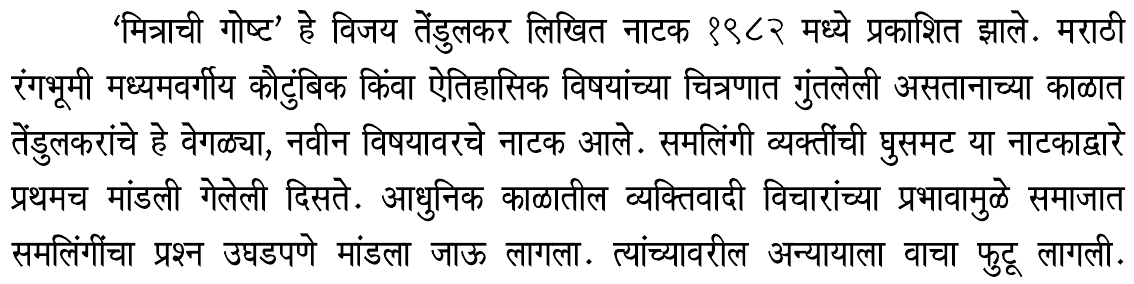 ‘मित्राची गोष्ट’ हे विजय तेंडुलकर लिखित नाटक १९८२ मध्ये प्रकाशित झाले. मराठी
रंगभूमी मध्यमवर्गीय कौटुंबिक किंवा ऐतिहासिक विषयांच्या चित्रणात गुंतलेली असतानाच्या काळात
तेंडुलकरांचे हे वेगळ्या, नवीन विषयावरचे नाटक आले. समलिंगी व्यक्तींची घुसमट या नाटकाद्वारे
प्रथमच मांडली गेलेली दिसते. आधुनिक काळातील व्यक्तिवादी विचारांच्या प्रभावामुळे समाजात
समलिंगींचा प्रश्न उघडपणे मांडला जाऊ लागला. त्यांच्यावरील अन्यायाला वाचा फुटू लागली.